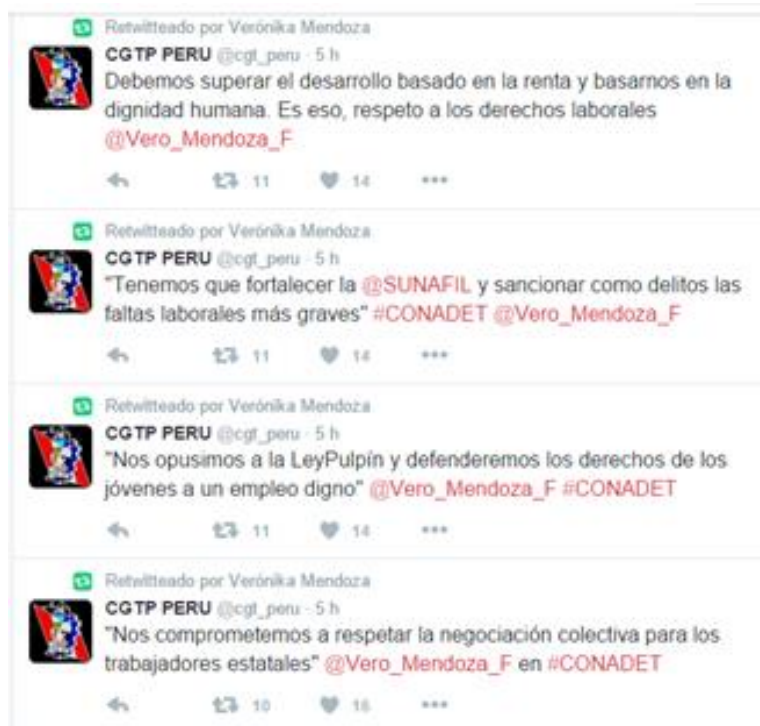 Retwitteado por Verónika Mendoza
CGTP PERU @cgt_peru · 5 h
Debemos superar el desarrollo basado en la renta y basarnos en la
dignidad humana. Es eso, respeto a los derechos laborales
@Vero_Mendoza_F
11 14
Retwitteado por Verónika Mendoza
CGTP PERU @cgt_peru · 5 h
"Tenemos que fortalecer la @SUNAFIL y sancionar como delitos las
faltas laborales más graves" #CONADET @Vero_Mendoza_F
11 14
Retwitteado por Verónika Mendoza
CGTP PERU @cgt_peru · 5 h
"Nos opusimos a la LeyPulpín y defenderemos los derechos de los
jóvenes a un empleo digno" @Vero_Mendoza_F #CONADET
11 14
Retwitteado por Verónika Mendoza
CGTP PERU @cgt_peru · 5 h
"Nos comprometemos a respetar la negociación colectiva para los
trabajadores estatales" @Vero_Mendoza_F en #CONADET
10 16